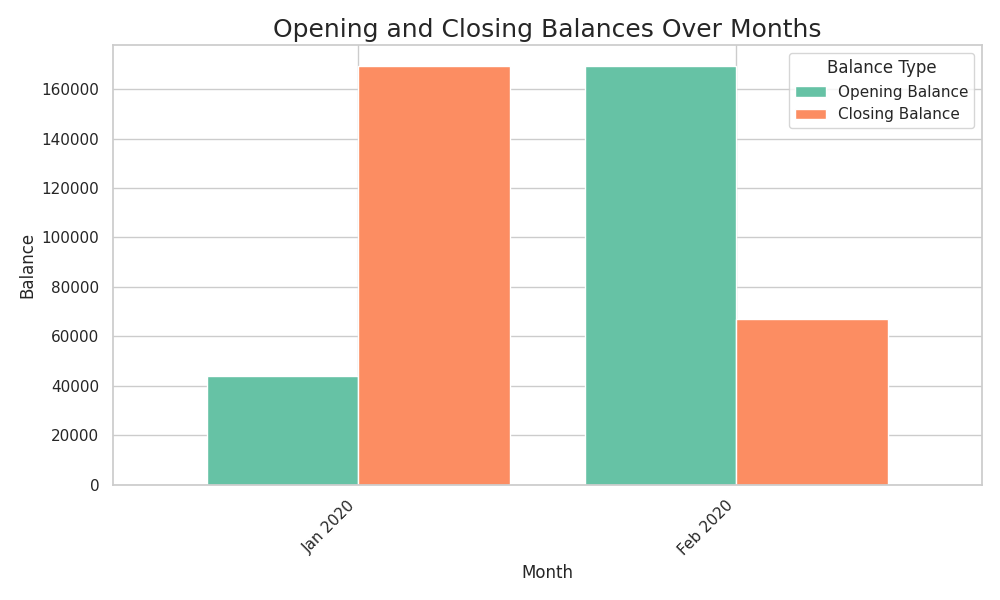 Opening and Closing Balances Over Months
Balance Type
Opening Balance
Closing Balance
Balance
160000
140000
120000
100000
80000
60000
40000
20000
0
Jan 2020
Feb 2020
Month